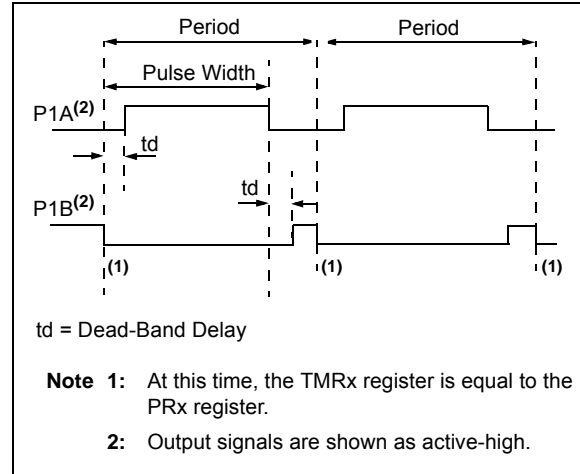 Period Period
Pulse Width
P1A(2)
td
td
P1B(2)
(1) (1) (1)
td = Dead-Band Delay
Note 1: At this time, the TMRx register is equal to the
PRx register.
2: Output signals are shown as active-high.